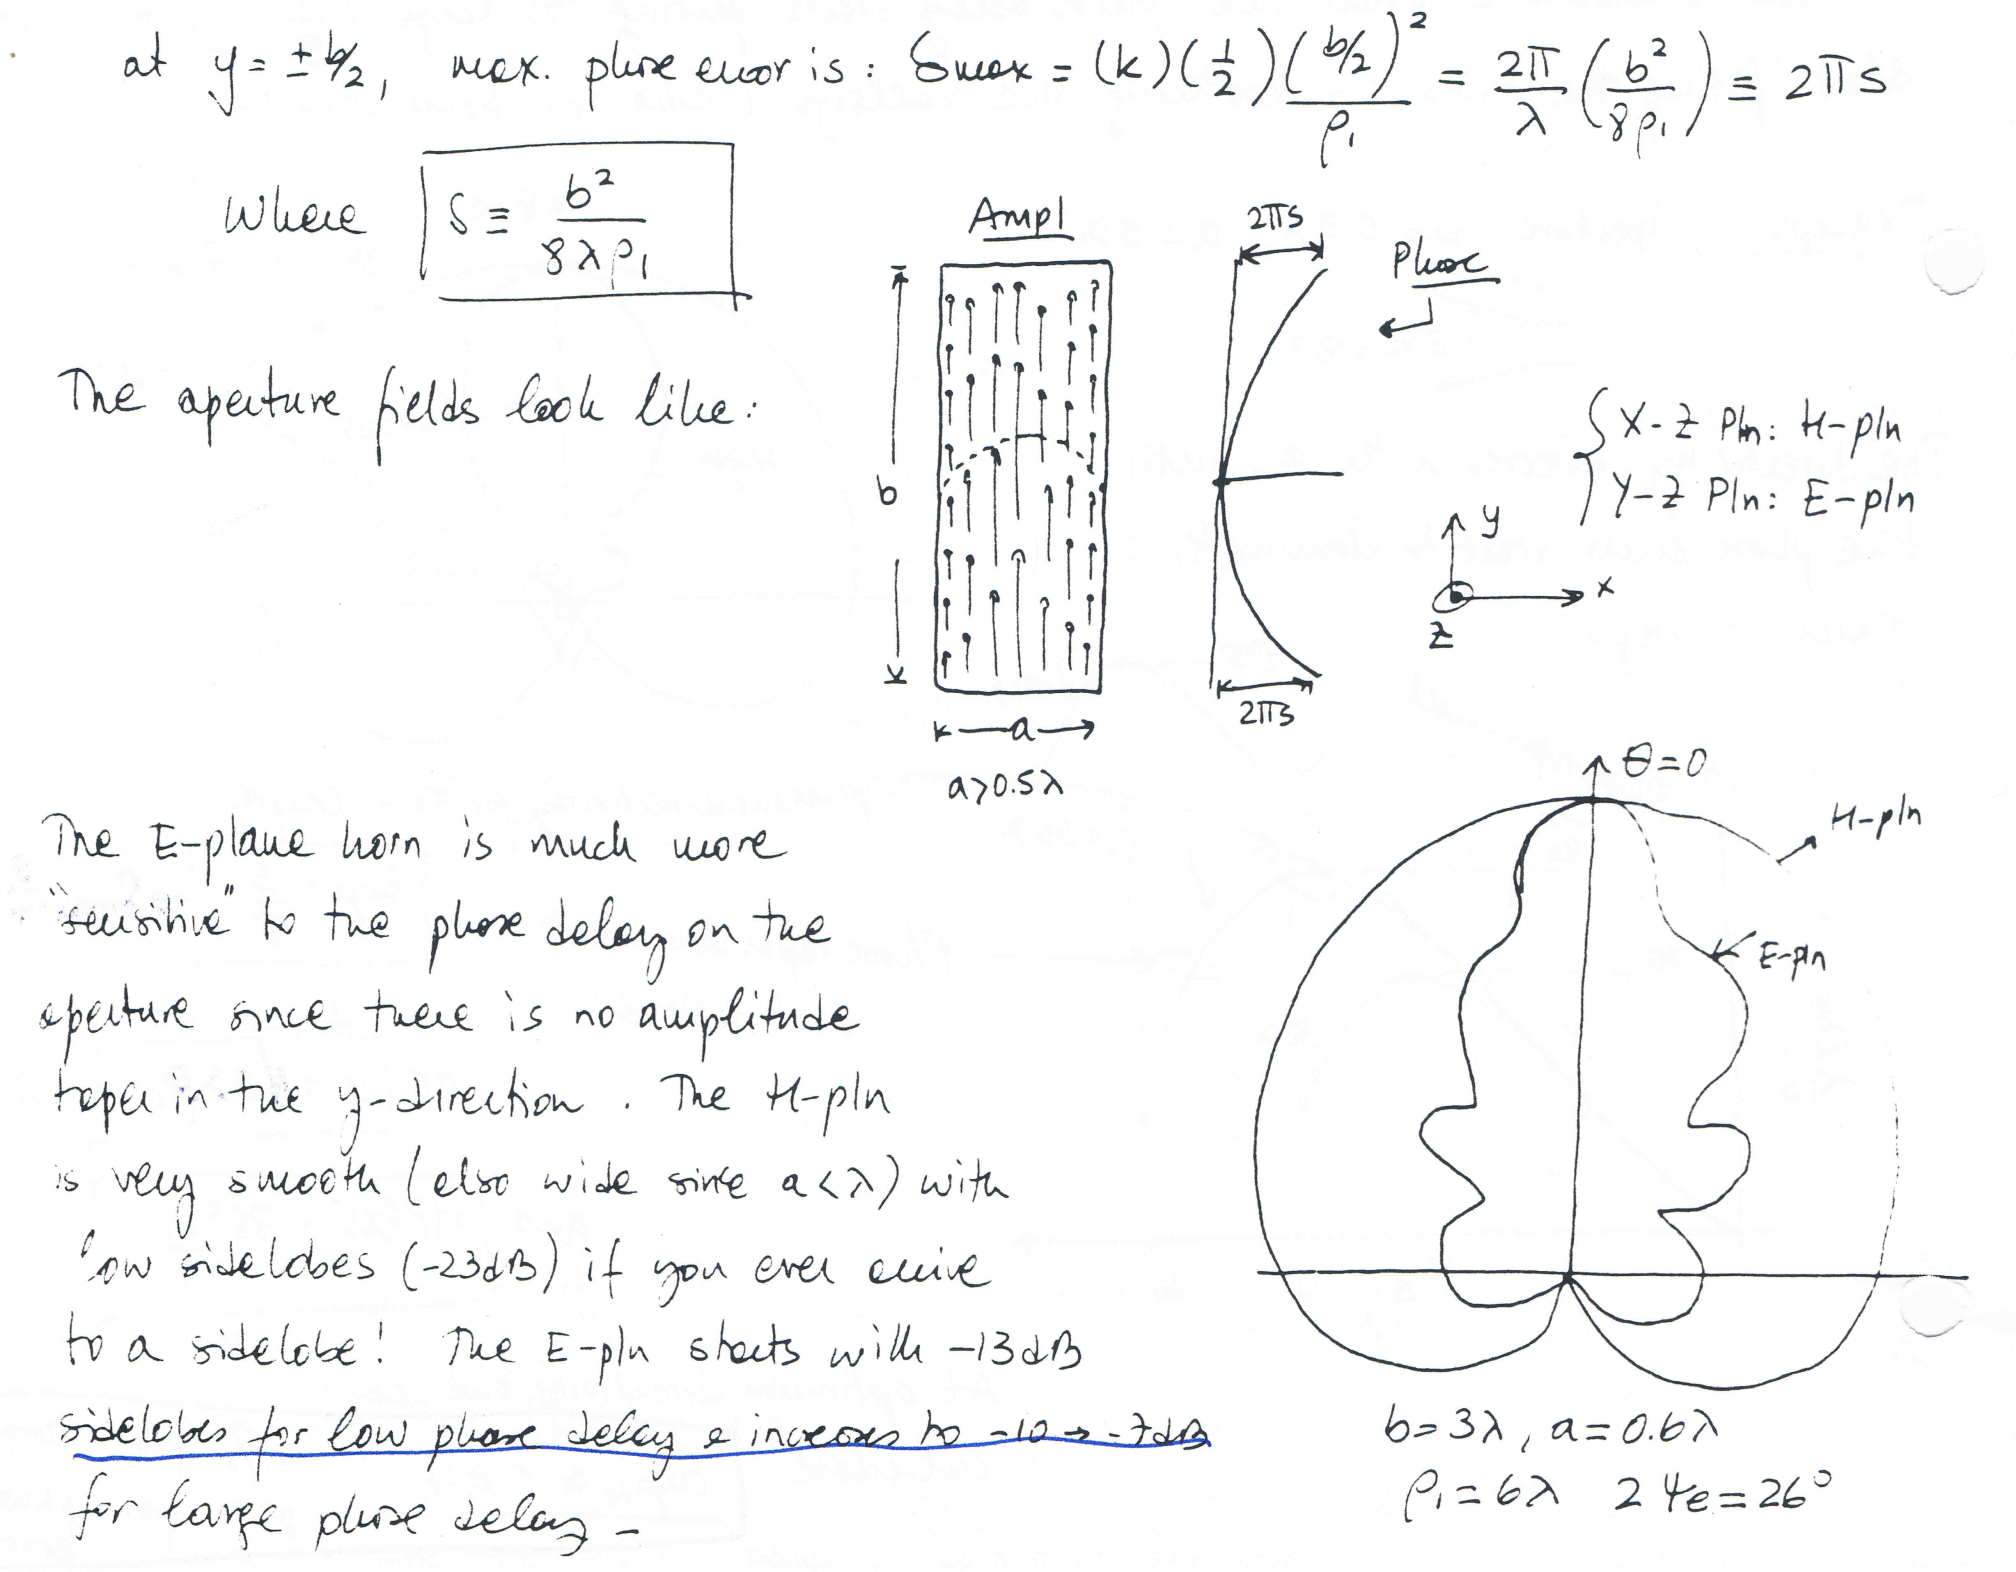 at y = ± b/2, max. phase error is: δmax = (k)(1/2)(b/2)²/ρ₁ = 2π/λ (b²/8ρ₁) ≡ 2πs
Where S ≡ b²/8λρ₁
Ampl
2πs
Phase
The aperture fields look like:
b
{ X-Z Pln: H-pln
Y-Z Pln: E-pln
y
x
z
2πs
a
a>0.5λ
θ=0
H-pln
E-pln
The E-plane horn is much more
"sensitive" to the phase delay on the
aperture since there is no amplitude
taper in the y-direction. The H-pln
is very smooth (also wide since a<λ) with
low sidelobes (-23dB) if you ever arrive
to a sidelobe! The E-pln starts with -13dB
sidelobes for low phase delay & increases to -10 → -7dB
for large phase delay -
b=3λ, a=0.6λ
ρ₁=6λ 2ψe=26°